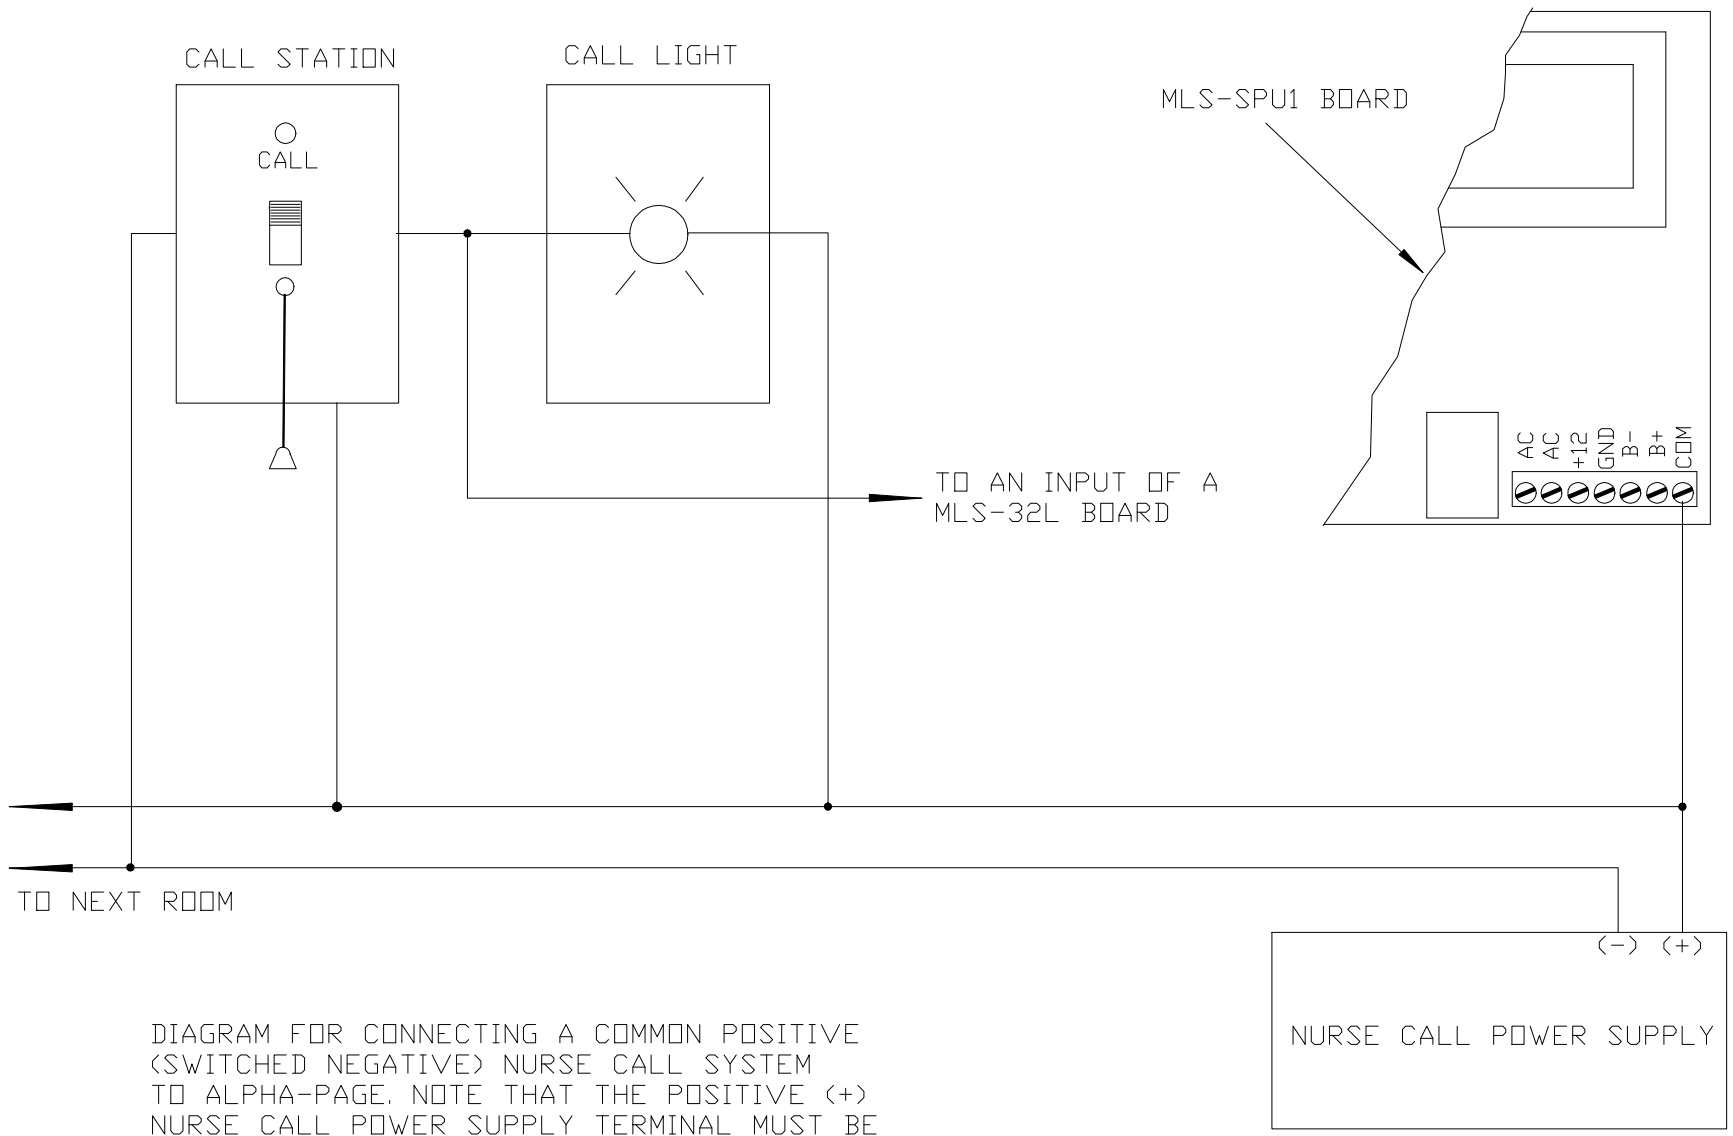 CALL STATION
CALL LIGHT
MLS-SPU1 BOARD
CALL
AC
AC
+12
GND
B-
B+
COM
TO AN INPUT OF A
MLS-32L BOARD
TO NEXT ROOM
(-) (+)
NURSE CALL POWER SUPPLY
DIAGRAM FOR CONNECTING A COMMON POSITIVE
(SWITCHED NEGATIVE) NURSE CALL SYSTEM
TO ALPHA-PAGE. NOTE THAT THE POSITIVE (+)
NURSE CALL POWER SUPPLY TERMINAL MUST BE